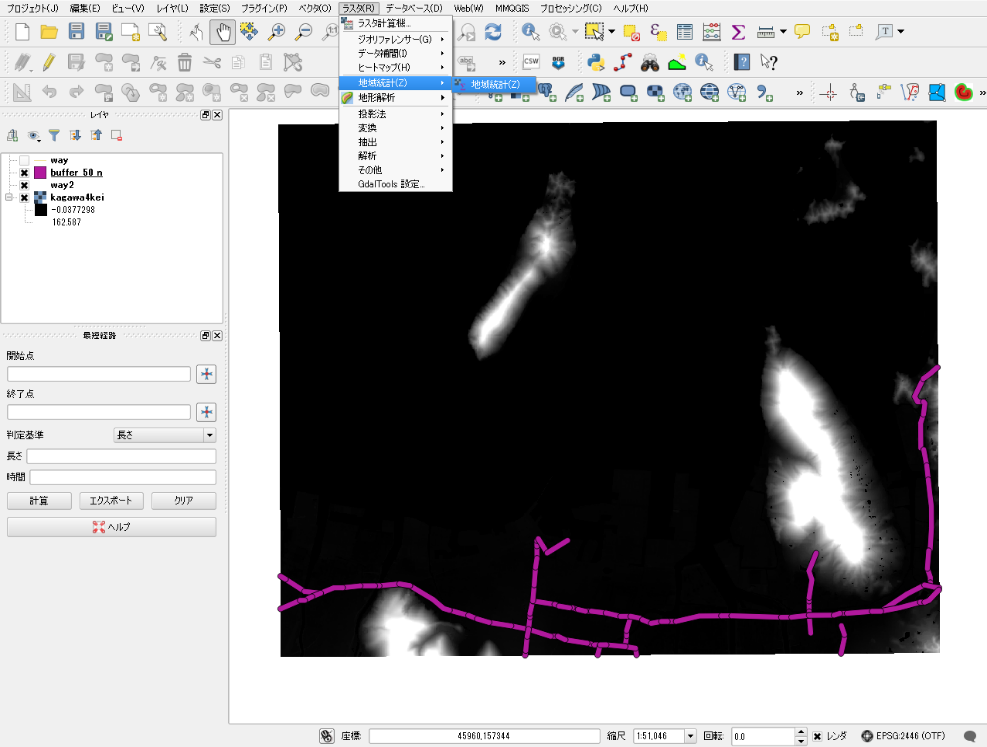 プロジェクト(J) 編集(E) ビュー(V) レイヤ(L) 設定(S) プラグイン(P) ベクタ(O) ラスタ(R) データベース(D) Web(W) MMQGIS プロセッシング(C) ヘルプ(H)
ラスタ計算機...
ジオリファレンサー(G)
データ補間(I)
ヒートマップ(H)
地域統計(Z)
地域統計(Z)
地形解析
投影法
変換
抽出
解析
その他
GdalTools 設定...
abc
CSW
T
レイヤ
way
buffer_50_n
way2
kagawa4kei
-0.0377298
162.587
最短経路
開始点
終了点
判定基準 長さ
長さ
時間
計算 エクスポート クリア
ヘルプ
座標: 45960,157344 縮尺 1:51,046 回転: 0.0 レンダ EPSG:2446 (OTF)